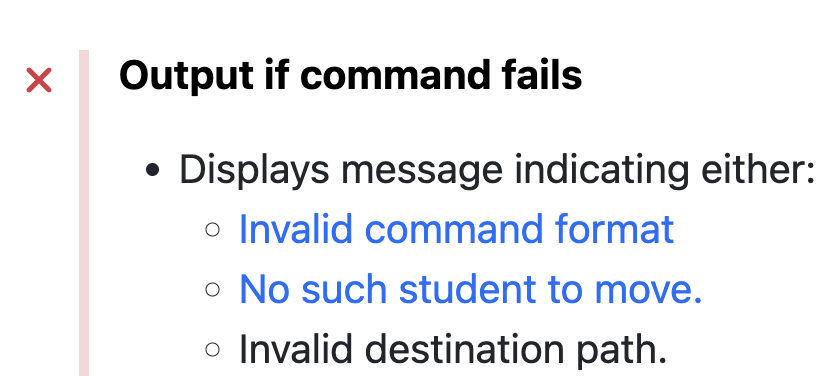 Output if command fails
Displays message indicating either:
Invalid command format
No such student to move.
Invalid destination path.